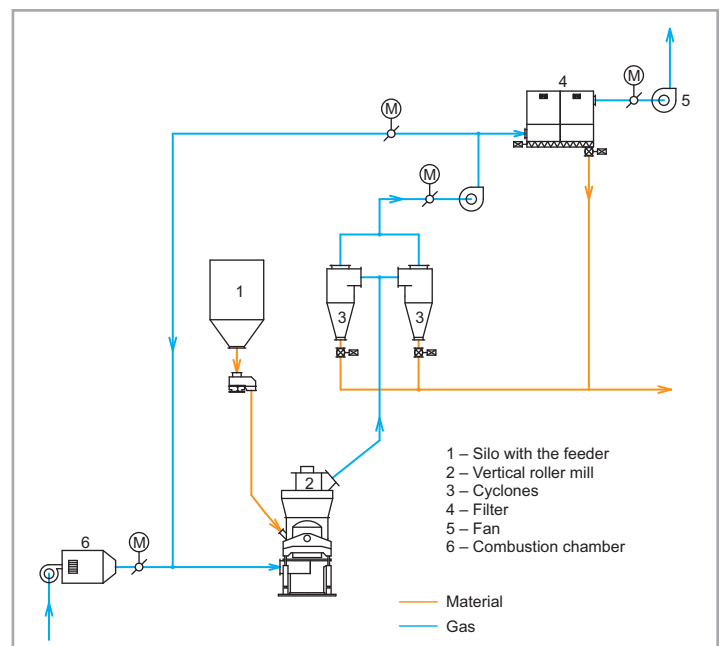 4
M
5
M
M
1
3
3
2
1 – Silo with the feeder
2 – Vertical roller mill
3 – Cyclones
4 – Filter
5 – Fan
6 – Combustion chamber
6
M
Material
Gas